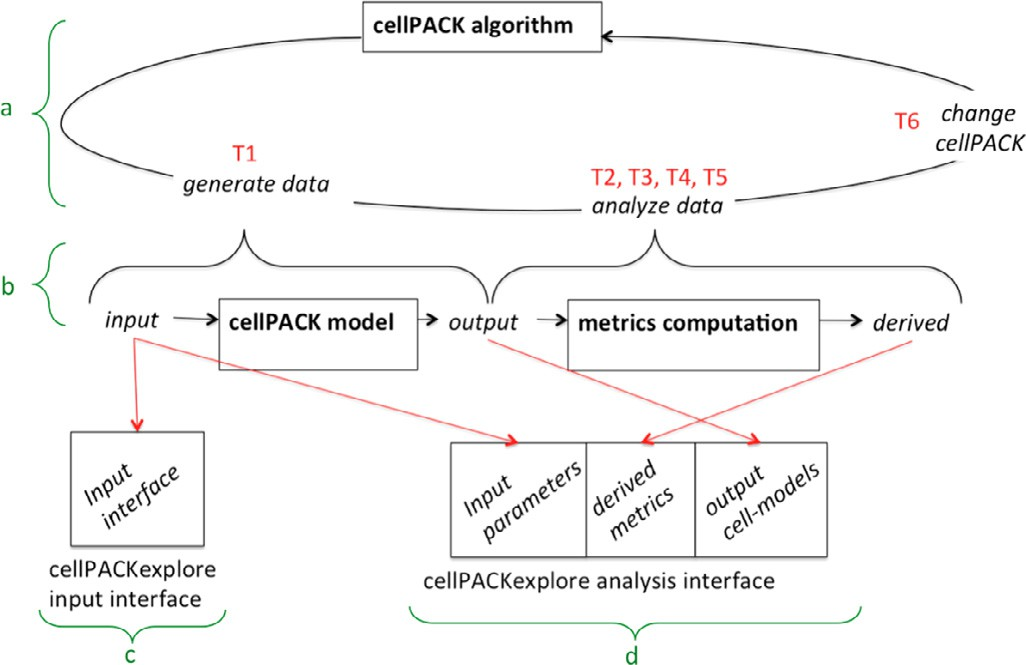 cellPACK algorithm
a
T6
change
cellPACK
T1
generate data
T2, T3, T4, T5
analyze data
b
input
cellPACK model
output
metrics computation
derived
Input
interface
Input
parameters
derived
metrics
output
cell-models
cellPACKexplore
input interface
cellPACKexplore analysis interface
c
d